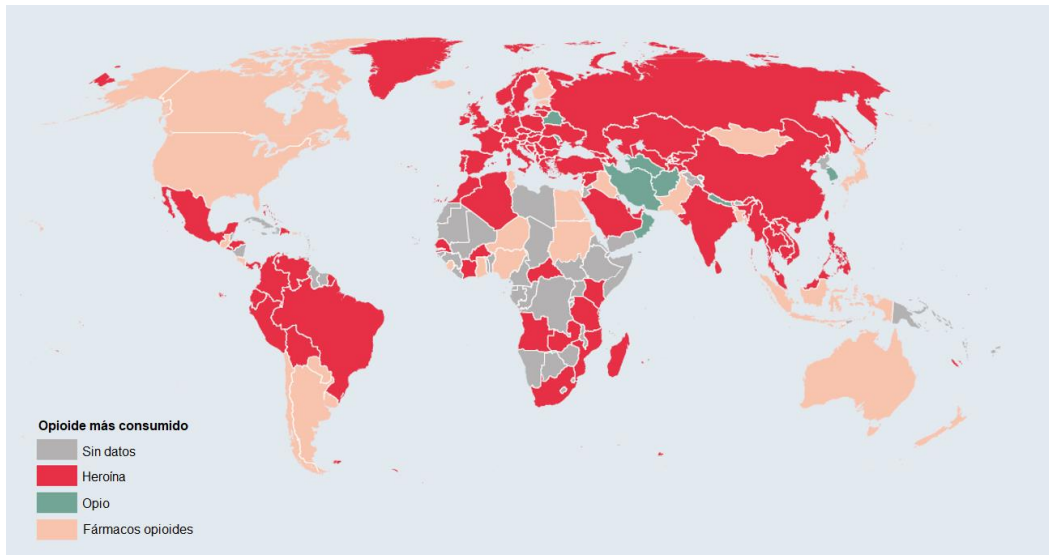 Opioide más consumido
Sin datos
Heroína
Opio
Fármacos opioides